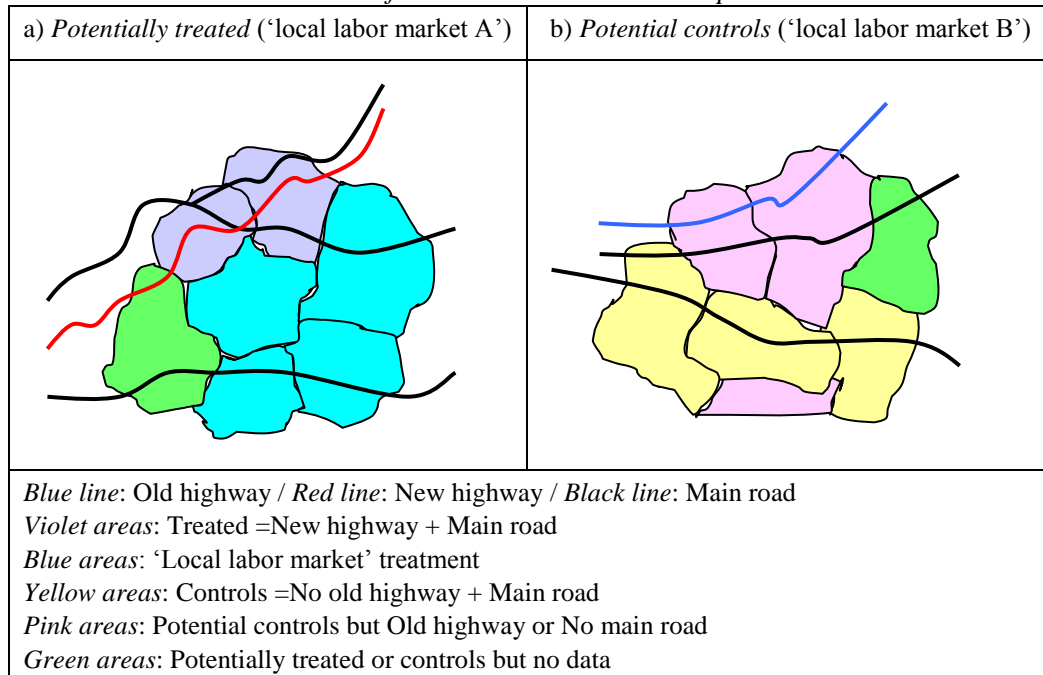 a) Potentially treated (‘local labor market A’)
b) Potential controls (‘local labor market B’)
Blue line: Old highway / Red line: New highway / Black line: Main road
Violet areas: Treated =New highway + Main road
Blue areas: ‘Local labor market’ treatment
Yellow areas: Controls =No old highway + Main road
Pink areas: Potential controls but Old highway or No main road
Green areas: Potentially treated or controls but no data